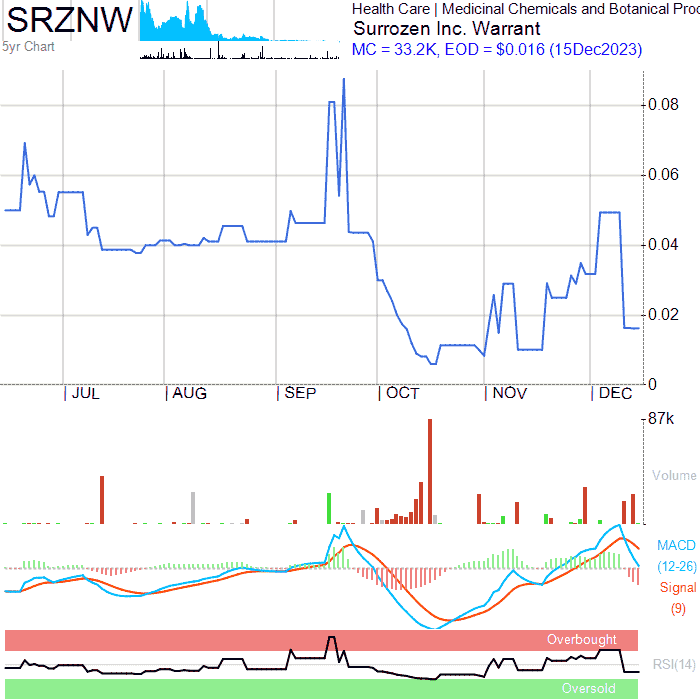 SRZNW
5yr Chart
Health Care | Medicinal Chemicals and Botanical Pro
Surrozen Inc. Warrant
MC = 33.2K, EOD = $0.016 (15Dec2023)
0.08
0.06
0.04
0.02
0
JUL AUG SEP OCT NOV DEC
87k
Volume
MACD
(12-26)
Signal
(9)
Overbought
RSI(14)
Oversold